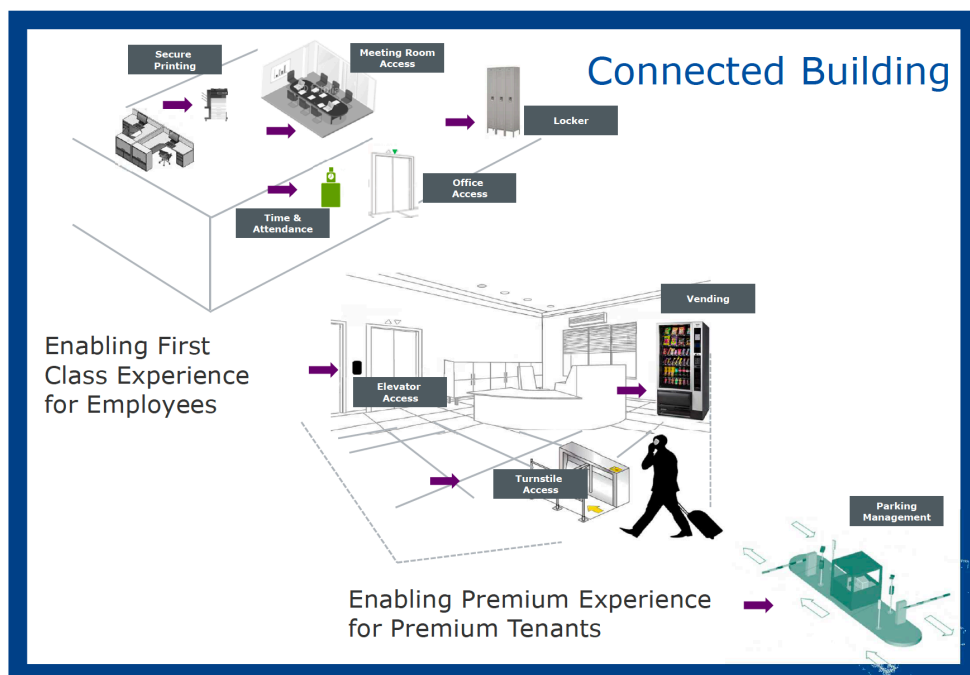 Connected Building
Secure
Printing
Meeting Room
Access
Locker
Office
Access
Time &
Attendance
Vending
Enabling First
Class Experience
for Employees
Elevator
Access
Turnstile
Access
Parking
Management
Enabling Premium Experience
for Premium Tenants